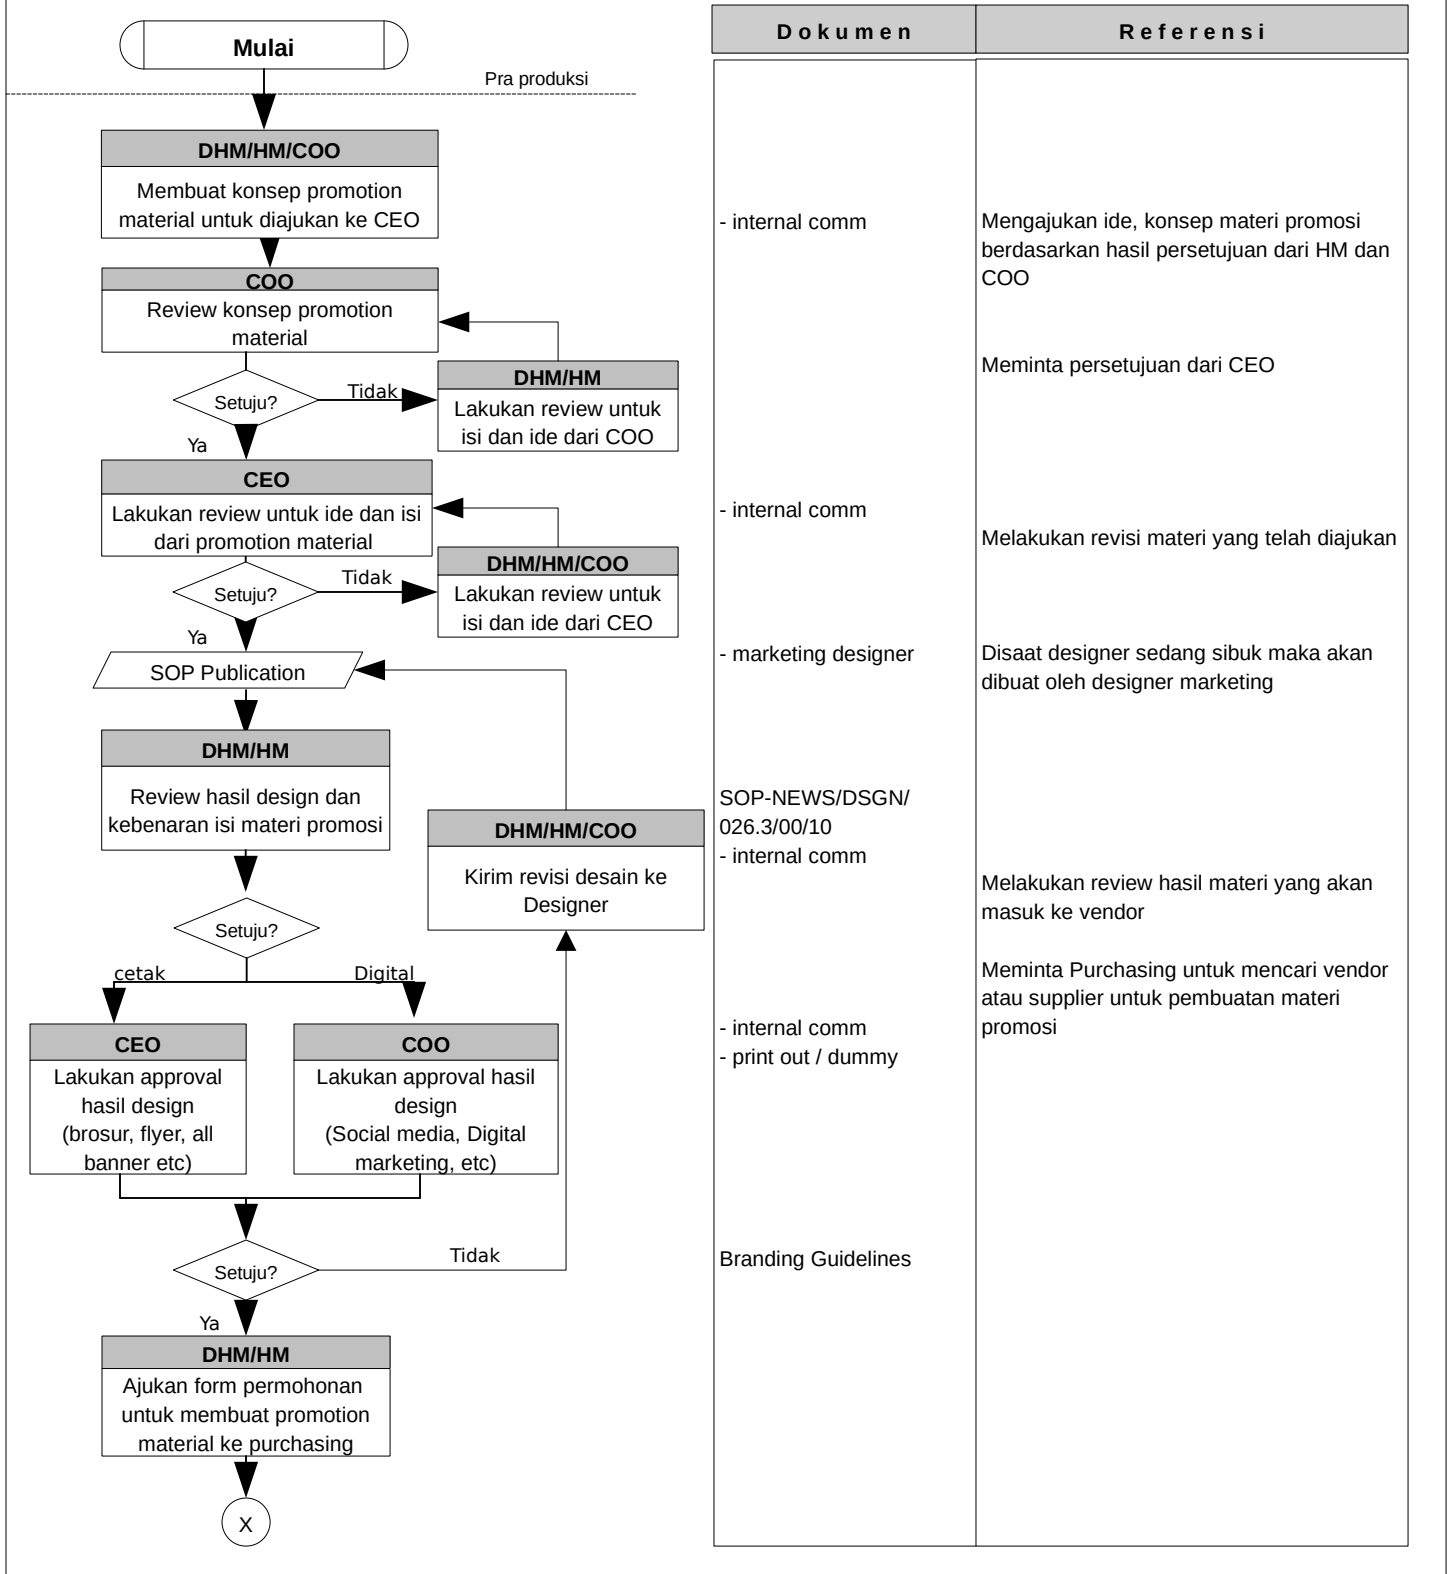 Mulai
Pra produksi
DHM/HM/COO
Membuat konsep promotion
material untuk diajukan ke CEO
COO
Review konsep promotion
material
Setuju?
Tidak
DHM/HM
Lakukan review untuk
isi dan ide dari COO
Ya
CEO
Lakukan review untuk ide dan isi
dari promotion material
Setuju?
Tidak
DHM/HM/COO
Lakukan review untuk
isi dan ide dari CEO
Ya
SOP Publication
DHM/HM
Review hasil design dan
kebenaran isi materi promosi
DHM/HM/COO
Kirim revisi desain ke
Designer
Setuju?
cetak
Digital
CEO
Lakukan approval
hasil design
(brosur, flyer, all
banner etc)
COO
Lakukan approval hasil
design
(Social media, Digital
marketing, etc)
Setuju?
Tidak
Ya
DHM/HM
Ajukan form permohonan
untuk membuat promotion
material ke purchasing
X
Dokumen
- internal comm
- internal comm
- marketing designer
SOP-NEWS/DSGN/
026.3/00/10
- internal comm
- internal comm
- print out / dummy
Branding Guidelines
Referensi
Mengajukan ide, konsep materi promosi
berdasarkan hasil persetujuan dari HM dan
COO
Meminta persetujuan dari CEO
Melakukan revisi materi yang telah diajukan
Disaat designer sedang sibuk maka akan
dibuat oleh designer marketing
Melakukan review hasil materi yang akan
masuk ke vendor
Meminta Purchasing untuk mencari vendor
atau supplier untuk pembuatan materi
promosi